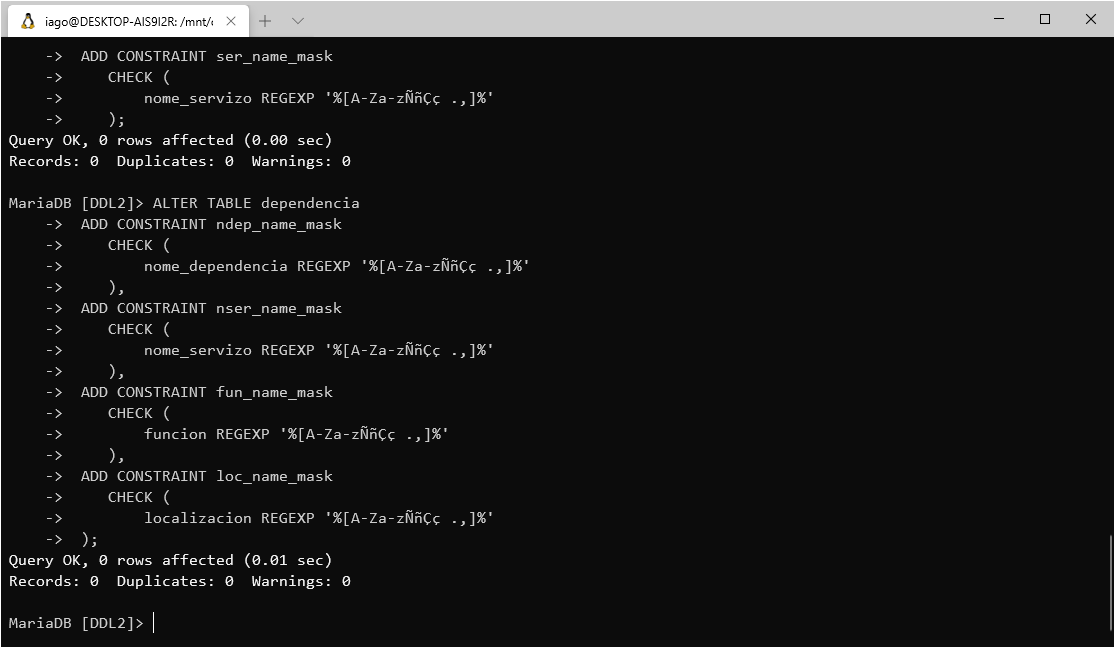 iago@DESKTOP-AIS9I2R: /mnt/c
    ->  ADD CONSTRAINT ser_name_mask
    ->     CHECK (
    ->         nome_servizo REGEXP '%[A-Za-zÑñÇç .,]%'
    ->     );
Query OK, 0 rows affected (0.00 sec)
Records: 0  Duplicates: 0  Warnings: 0

MariaDB [DDL2]> ALTER TABLE dependencia
    ->  ADD CONSTRAINT ndep_name_mask
    ->     CHECK (
    ->         nome_dependencia REGEXP '%[A-Za-zÑñÇç .,]%'
    ->     ),
    ->  ADD CONSTRAINT nser_name_mask
    ->     CHECK (
    ->         nome_servizo REGEXP '%[A-Za-zÑñÇç .,]%'
    ->     ),
    ->  ADD CONSTRAINT fun_name_mask
    ->     CHECK (
    ->         funcion REGEXP '%[A-Za-zÑñÇç .,]%'
    ->     ),
    ->  ADD CONSTRAINT loc_name_mask
    ->     CHECK (
    ->         localizacion REGEXP '%[A-Za-zÑñÇç .,]%'
    ->  );
Query OK, 0 rows affected (0.01 sec)
Records: 0  Duplicates: 0  Warnings: 0

MariaDB [DDL2]>